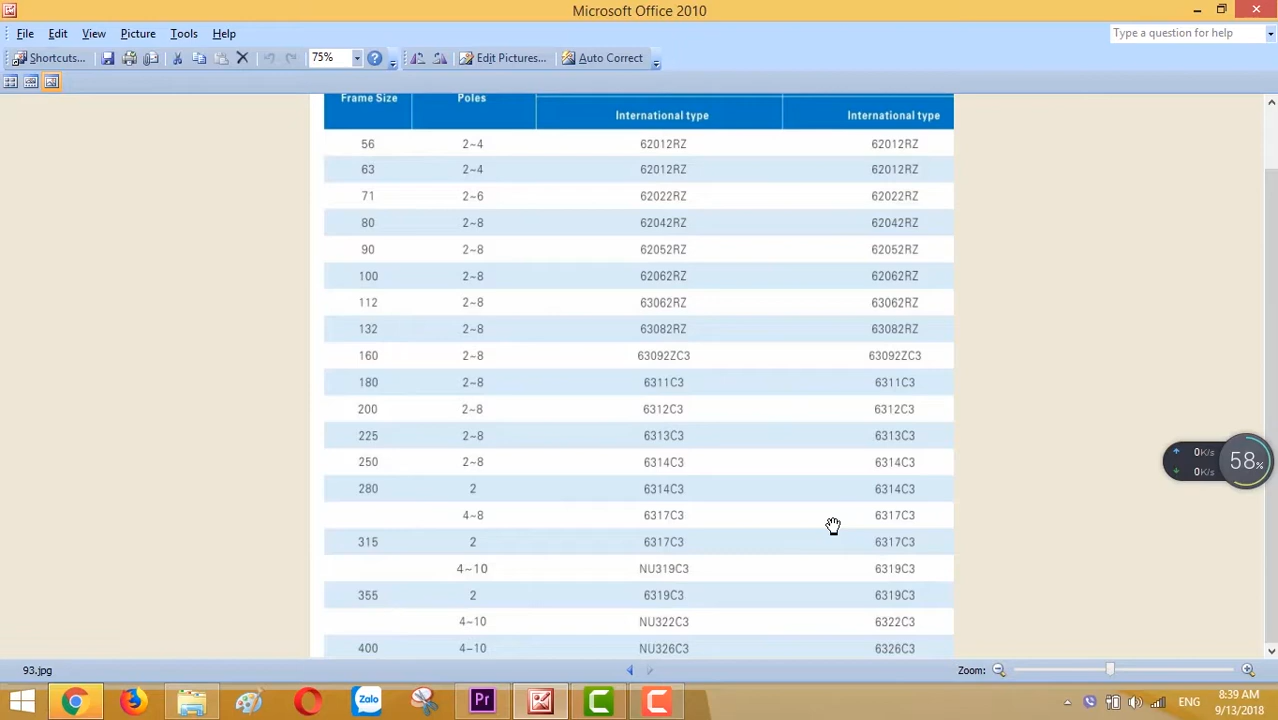 Microsoft Office 2010
File Edit View Picture Tools Help
Type a question for help
Shortcuts... 75% Edit Pictures... Auto Correct
Frame Size Poles
International type International type
56 2~4 62012RZ 62012RZ
63 2~4 62012RZ 62012RZ
71 2~6 62022RZ 62022RZ
80 2~8 62042RZ 62042RZ
90 2~8 62052RZ 62052RZ
100 2~8 62062RZ 62062RZ
112 2~8 63062RZ 63062RZ
132 2~8 63082RZ 63082RZ
160 2~8 63092ZC3 63092ZC3
180 2~8 6311C3 6311C3
200 2~8 6312C3 6312C3
225 2~8 6313C3 6313C3
250 2~8 6314C3 6314C3
280 2 6314C3 6314C3
4~8 6317C3 6317C3
315 2 6317C3 6317C3
4~10 NU319C3 6319C3
355 2 6319C3 6319C3
4~10 NU322C3 6322C3
400 4~10 NU326C3 6326C3
0K/s
0K/s
58%
93.jpg Zoom:
Zalo Pr C C ENG
8:39 AM
9/13/2018